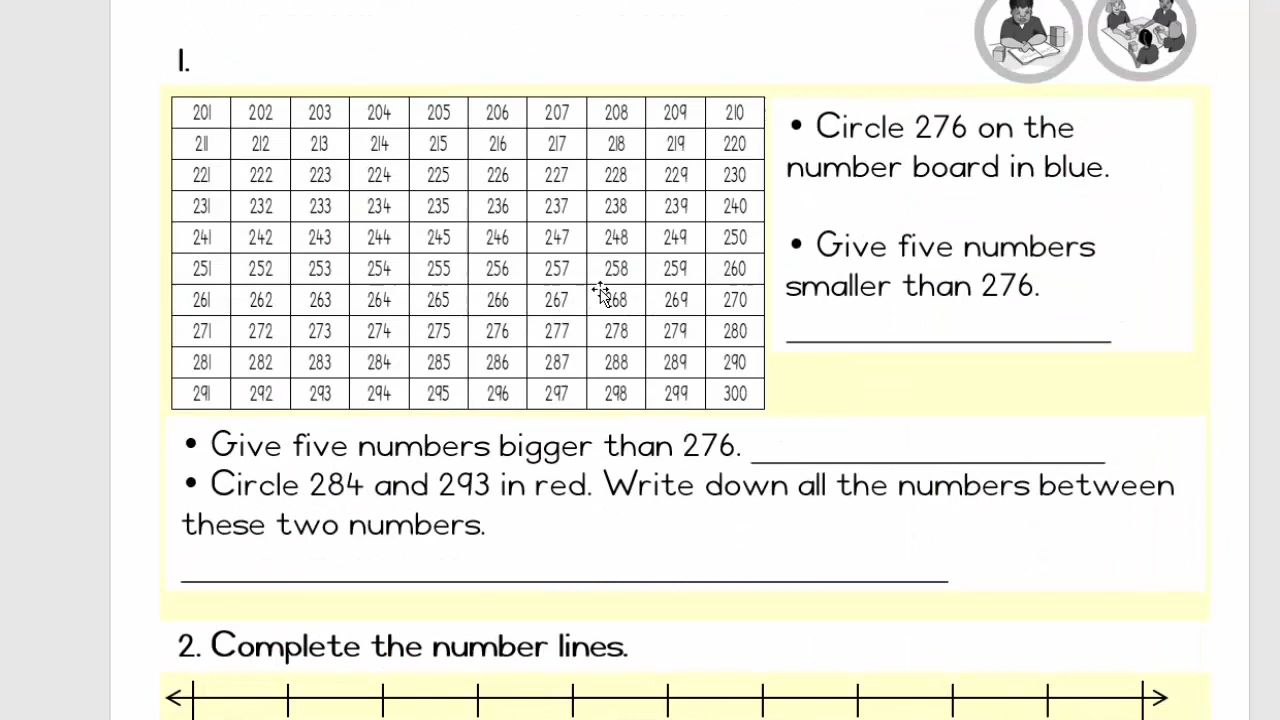 1.
201 202 203 204 205 206 207 208 209 210
211 212 213 214 215 216 217 218 219 220
221 222 223 224 225 226 227 228 229 230
231 232 233 234 235 236 237 238 239 240
241 242 243 244 245 246 247 248 249 250
251 252 253 254 255 256 257 258 259 260
261 262 263 264 265 266 267 268 269 270
271 272 273 274 275 276 277 278 279 280
281 282 283 284 285 286 287 288 289 290
291 292 293 294 295 296 297 298 299 300
• Circle 276 on the
number board in blue.
• Give five numbers
smaller than 276.
• Give five numbers bigger than 276.
• Circle 284 and 293 in red. Write down all the numbers between
these two numbers.
2. Complete the number lines.